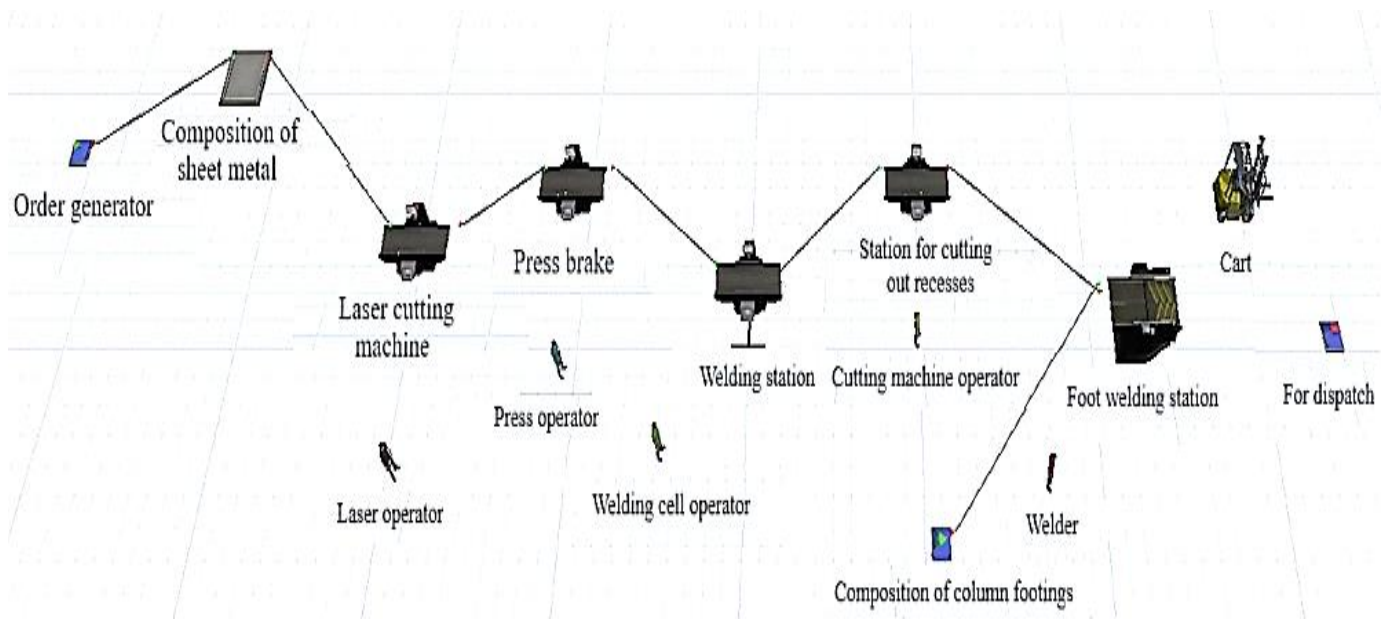 Composition of
sheet metal
Order generator
Laser cutting
machine
Press brake
Welding station
Station for cutting
out recesses
Cart
Foot welding station
For dispatch
Laser operator
Press operator
Welding cell operator
Cutting machine operator
Welder
Composition of column footings